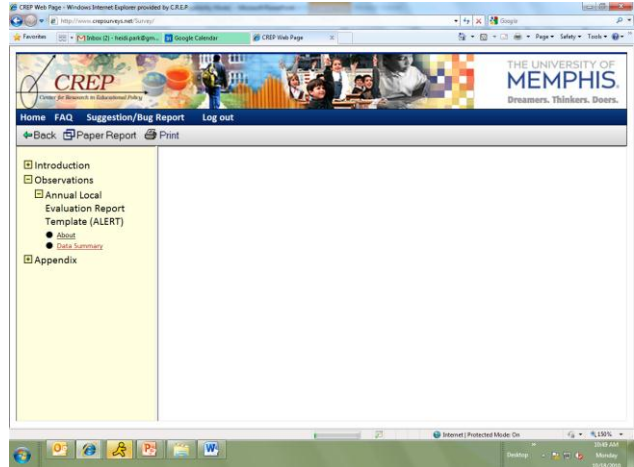 CREP Web Page - Windows Internet Explorer provided by C.R.E.P
http://www.crepsurveys.net/Survey/
Google
Favorites
Inbox (2) - heidi.park@gm...
Google Calendar
CREP Web Page
Page
Safety
Tools
CREP
Center for Research in Educational Policy
THE UNIVERSITY OF
MEMPHIS.
Dreamers. Thinkers. Doers.
Home FAQ Suggestion/Bug Report Log out
Back Paper Report Print
Introduction
Observations
Annual Local
Evaluation Report
Template (ALERT)
About
Data Summary
Appendix
Internet | Protected Mode: On
150%
Desktop
10:49 AM
Monday